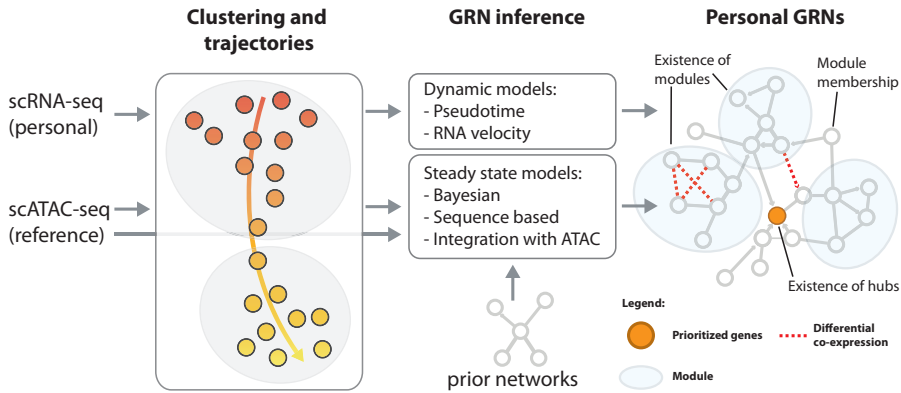 Clustering and
trajectories
GRN inference
Personal GRNs
scRNA-seq
(personal)
scATAC-seq
(reference)
Dynamic models:
- Pseudotime
- RNA velocity
Steady state models:
- Bayesian
- Sequence based
- Integration with ATAC
prior networks
Existence of
modules
Module
membership
Existence of hubs
Legend:
Prioritized genes
Differential
co-expression
Module